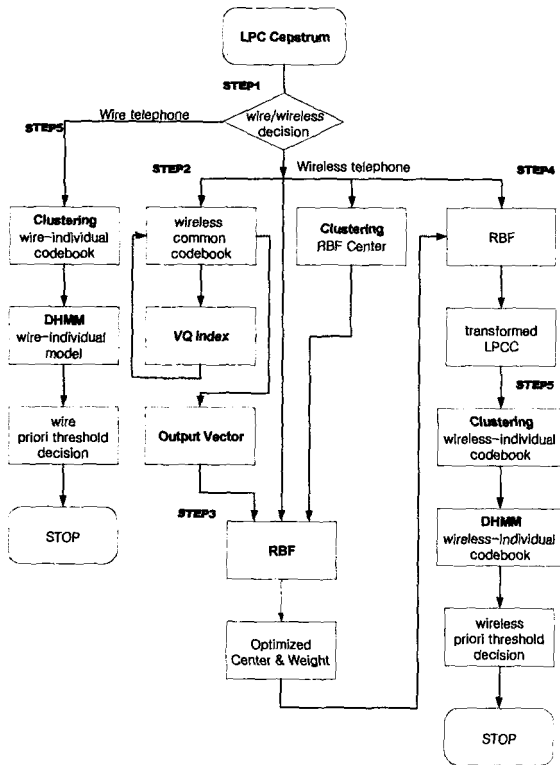 LPC Cepstrum
STEP1
wire/wireless
decision
Wire telephone
STEP5
Wireless telephone
STEP2
STEP4
Clustering
wire-individual
codebook
wireless
common
codebook
Clustering
RBF Center
RBF
DHMM
wire-individual
model
VQ Index
transformed
LPCC
STEP5
wire
priori threshold
decision
Output Vector
Clustering
wireless-individual
codebook
STEP3
STOP
RBF
DHMM
wireless-individual
codebook
Optimized
Center & Weight
wireless
priori threshold
decision
STOP